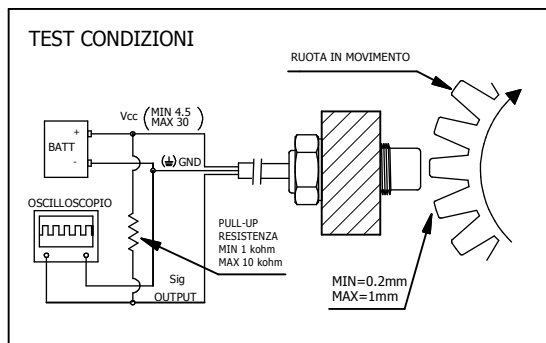 TEST CONDIZIONI
RUOTA IN MOVIMENTO
Vcc (MIN 4.5
MAX 30)
+
BATT
-
(⏚) GND
OSCILLOSCOPIO
PULL-UP
RESISTENZA
MIN 1 kohm
MAX 10 kohm
Sig
OUTPUT
MIN=0.2mm
MAX=1mm